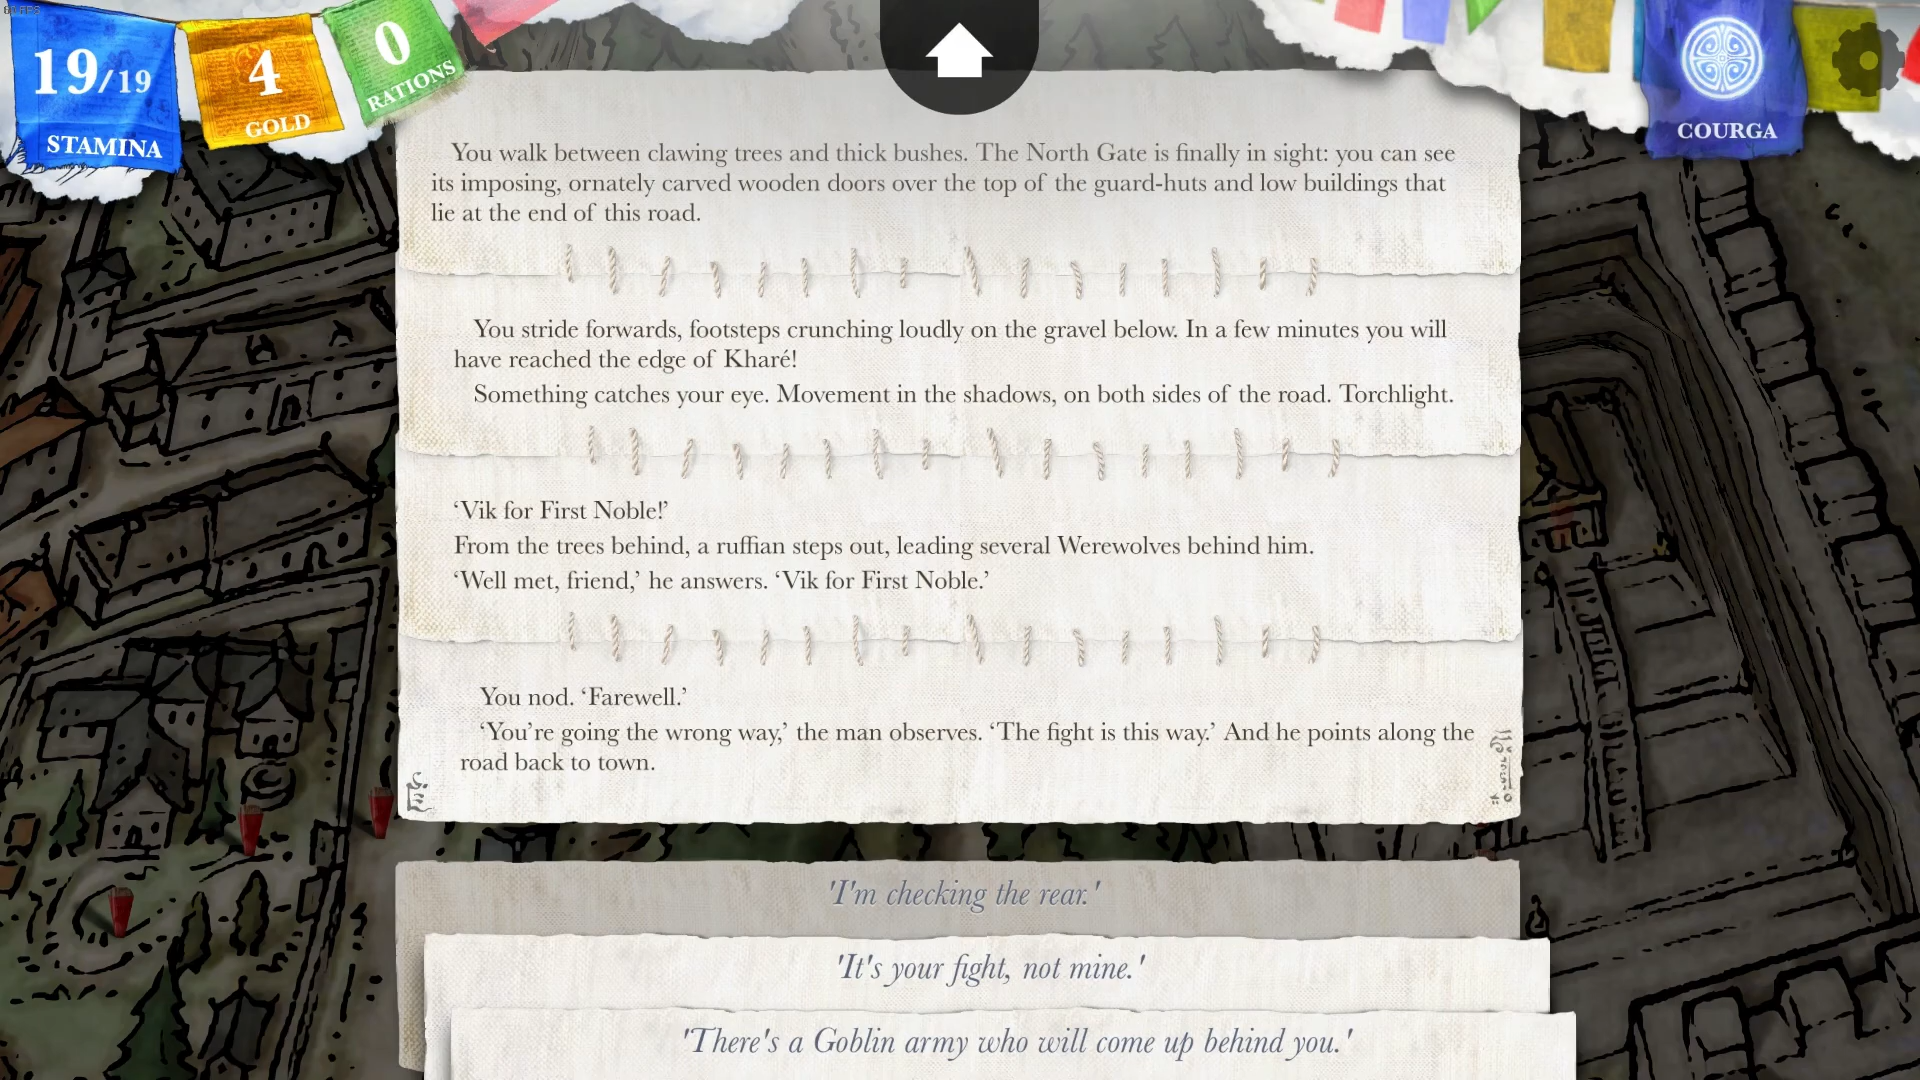 60 FPS
19/19
STAMINA
4
GOLD
0
RATIONS
COURGA
You walk between clawing trees and thick bushes. The North Gate is finally in sight: you can see
its imposing, ornately carved wooden doors over the top of the guard-huts and low buildings that
lie at the end of this road.
You stride forwards, footsteps crunching loudly on the gravel below. In a few minutes you will
have reached the edge of Kharé!
Something catches your eye. Movement in the shadows, on both sides of the road. Torchlight.
‘Vik for First Noble!’
From the trees behind, a ruffian steps out, leading several Werewolves behind him.
‘Well met, friend,’ he answers. ‘Vik for First Noble.’
You nod. ‘Farewell.’
‘You’re going the wrong way,’ the man observes. ‘The fight is this way.’ And he points along the
road back to town.
'I'm checking the rear.'
'It's your fight, not mine.'
'There's a Goblin army who will come up behind you.'